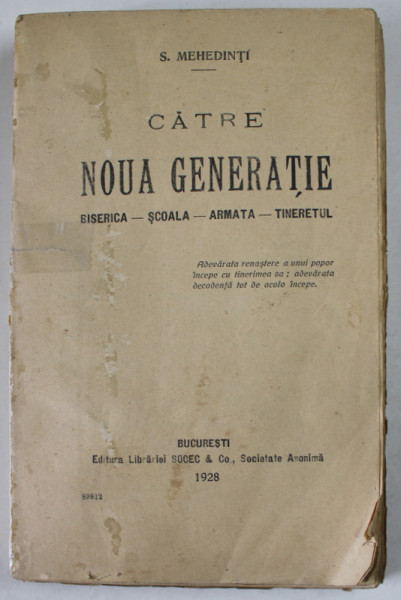 S. MEHEDINȚI
CĂTRE
NOUA GENERAȚIE
BISERICA — ȘCOALA — ARMATA — TINERETUL
Adevărata renaștere a unui popor
începe cu tinerimea sa; adevărata
decadență tot de acolo începe.
BUCUREȘTI
Editura Librăriei SOCEC & Co., Societate Anonimă
1928
89812